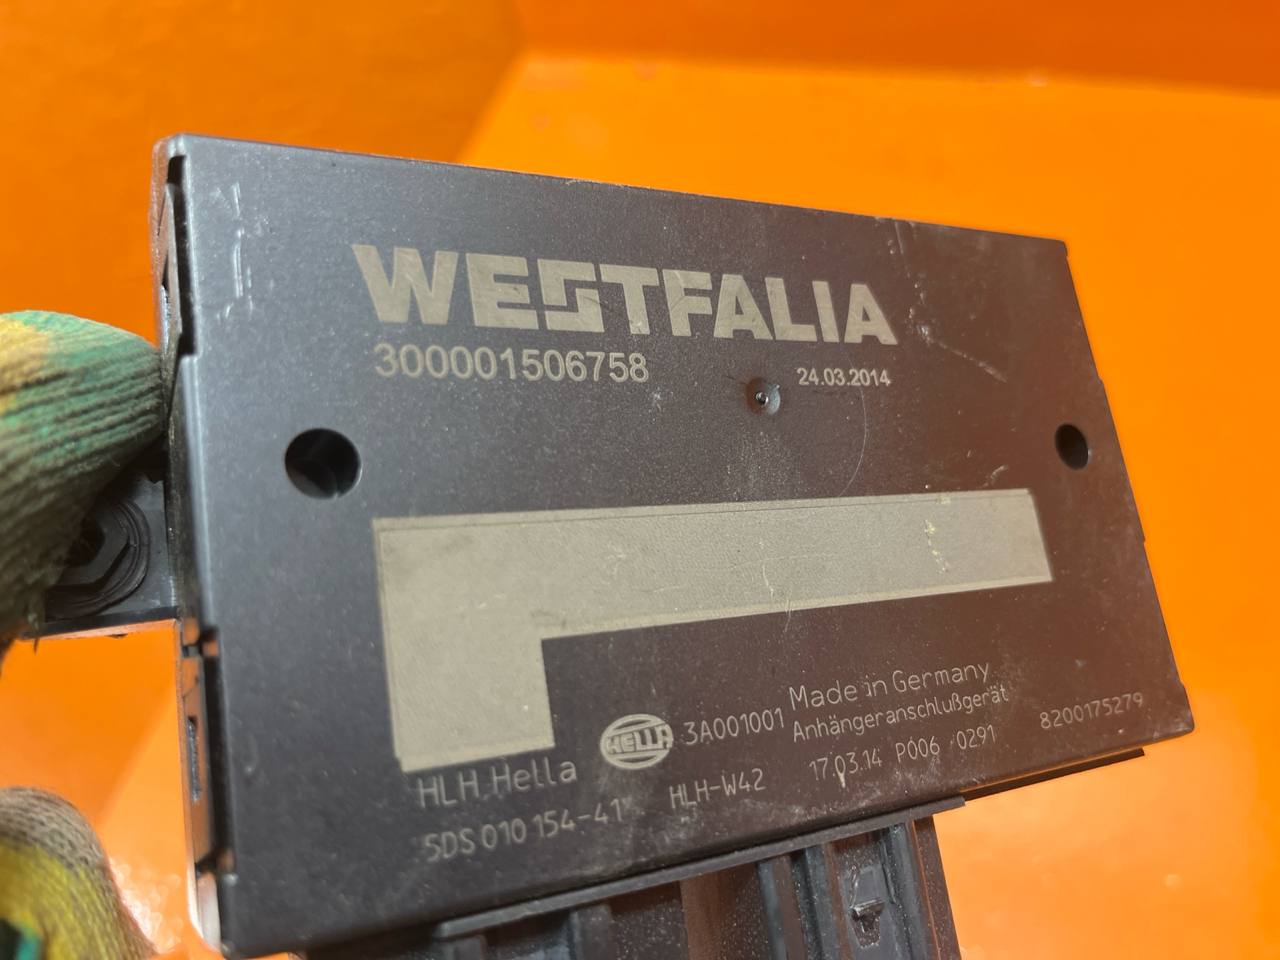 WESTFALIA
300001506758 24.03.2014
HELLA 3A001001 Made in Germany
Anhängeranschlußgerät
HLH.Hella HLH-W42 17.03.14 P006 0291 8200175279
5DS 010 154-41